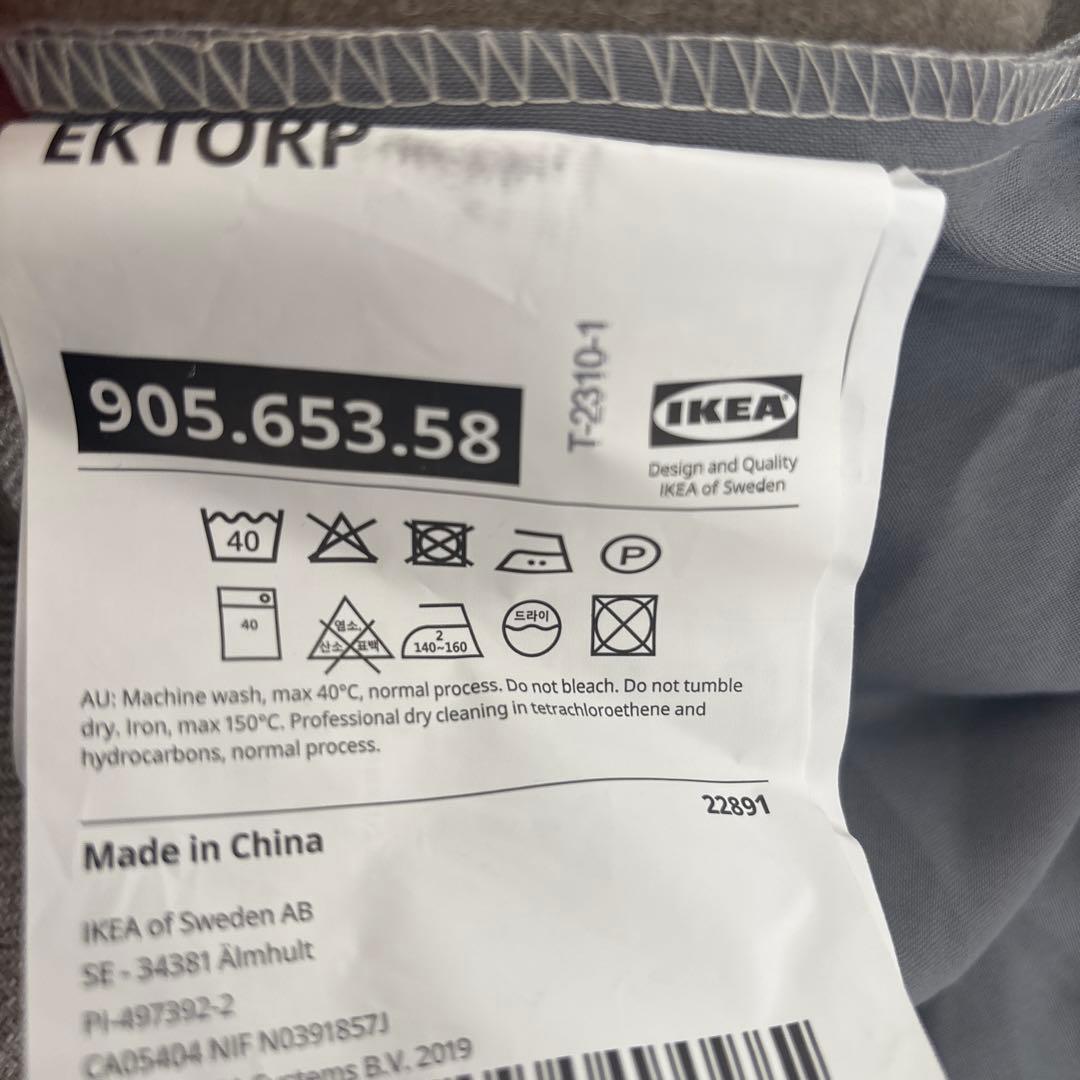 EKTORP
905.653.58
T-2310-1
IKEA
Design and Quality
IKEA of Sweden
40
P
40
염소, 산소 표백
2
140~160
드라이
AU: Machine wash, max 40°C, normal process. Do not bleach. Do not tumble
dry. Iron, max 150°C. Professional dry cleaning in tetrachloroethene and
hydrocarbons, normal process.
22891
Made in China
IKEA of Sweden AB
SE - 34381 Älmhult
PI-497392-2
CA05404 NIF N0391857J
Systems B.V. 2019